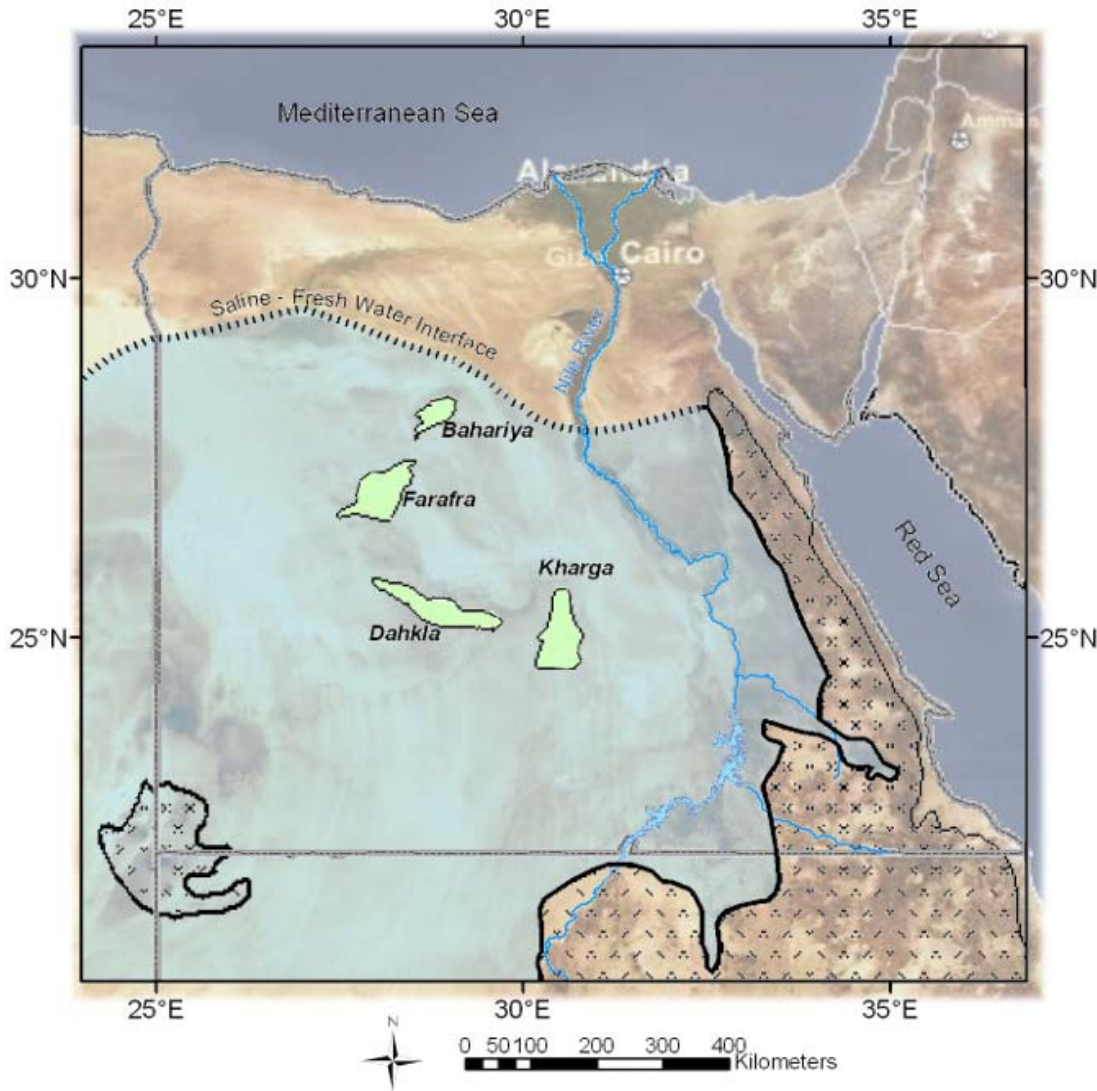 25°E 30°E 35°E
Mediterranean Sea
Amman
Alexandria
30°N 30°N
Giza Cairo
Saline - Fresh Water Interface
Nile River
Bahariya
Farafra
Kharga
Red Sea
25°N 25°N
Dahkla
25°E 30°E 35°E
N
0 50 100 200 300 400
Kilometers